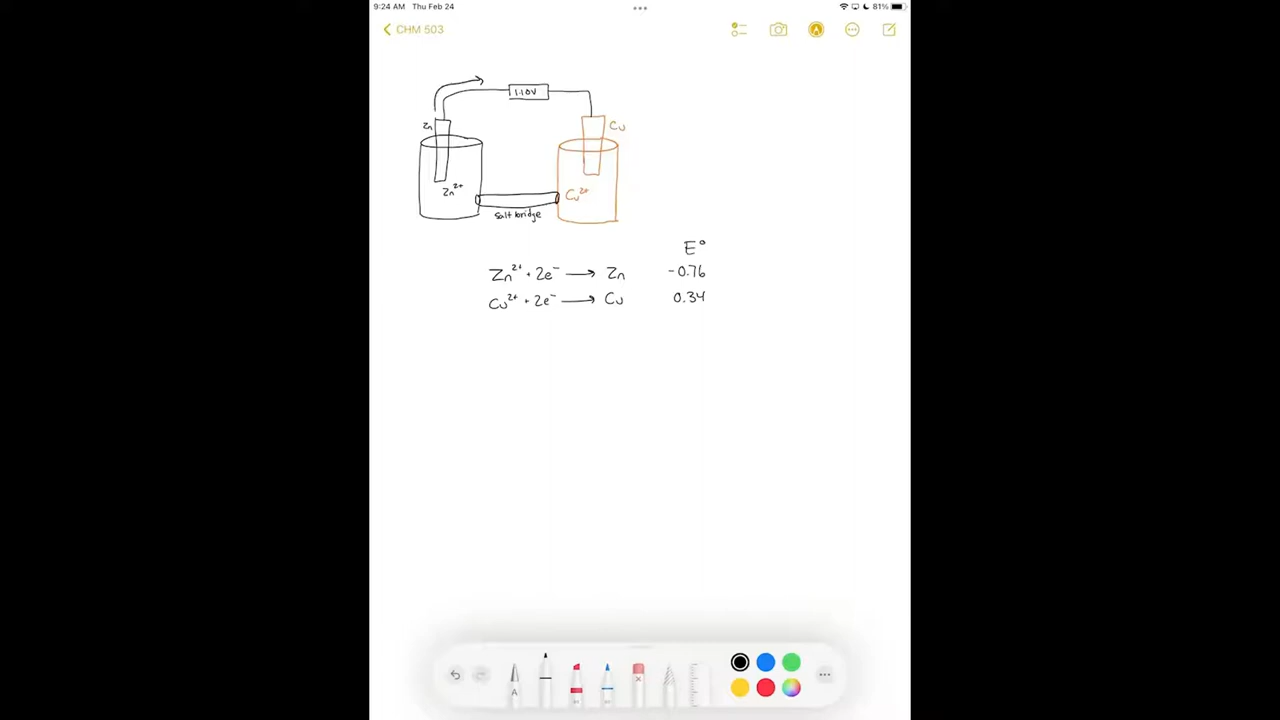 9:24 AM Thu Feb 24
81%
CHM 503
1.10V
Zn
Cu
Zn²⁺
Cu²⁺
salt bridge
E°
Zn²⁺ + 2e⁻ ⟶ Zn -0.76
Cu²⁺ + 2e⁻ ⟶ Cu 0.34
A